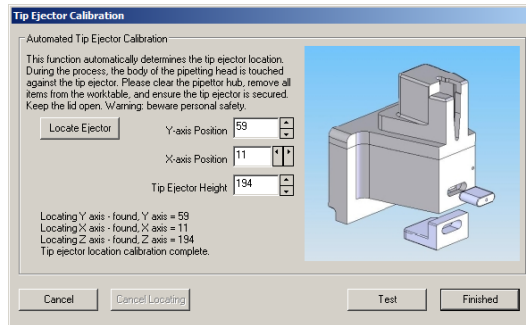 Tip Ejector Calibration
Automated Tip Ejector Calibration
This function automatically determines the tip ejector location.
During the process, the body of the pipetting head is touched
against the tip ejector. Please clear the pipettor hub, remove all
items from the worktable, and ensure the tip ejector is secured.
Keep the lid open. Warning: beware personal safety.
Locate Ejector
Y-axis Position 59
X-axis Position 11
Tip Ejector Height 194
Locating Y axis - found, Y axis = 59
Locating X axis - found, X axis = 11
Locating Z axis - found, Z axis = 194
Tip ejector location calibration complete.
Cancel Cancel Locating Test Finished